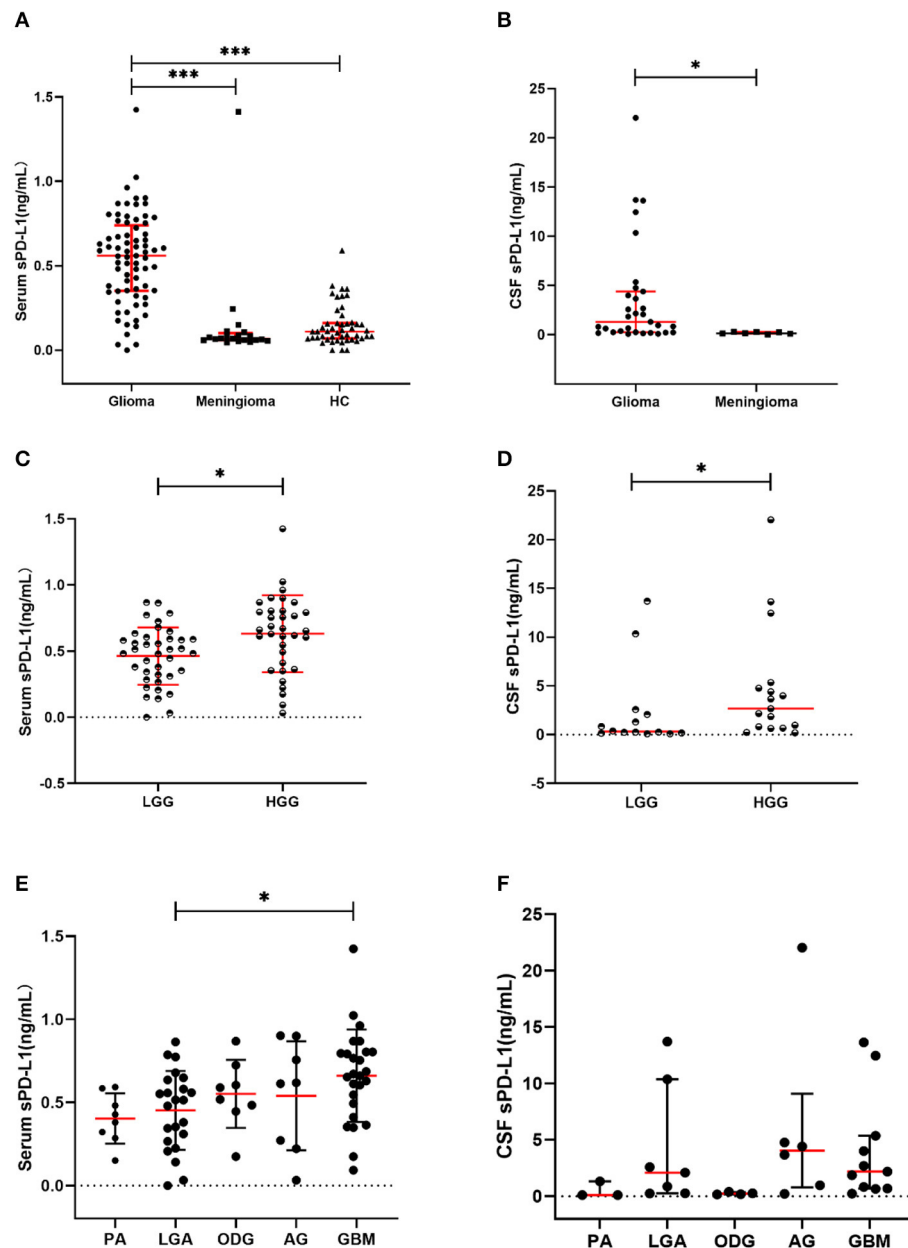 A
***
***
Serum sPD-L1(ng/mL)
1.5
1.0
0.5
0.0
Glioma Meningioma HC
B
*
CSF sPD-L1(ng/mL)
25
20
15
10
5
0
Glioma Meningioma
C
*
Serum sPD-L1(ng/mL)
1.5
1.0
0.5
0.0
-0.5
LGG HGG
D
*
CSF sPD-L1(ng/mL)
25
20
15
10
5
0
-5
LGG HGG
E
*
Serum sPD-L1(ng/mL)
1.5
1.0
0.5
0.0
PA LGA ODG AG GBM
F
CSF sPD-L1(ng/mL)
25
20
15
10
5
0
PA LGA ODG AG GBM